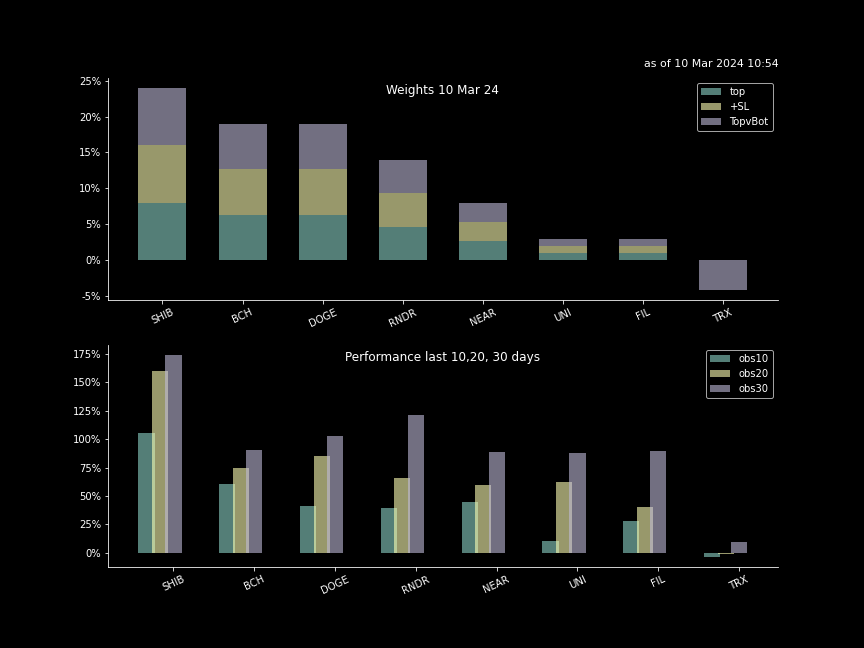 as of 10 Mar 2024 10:54
Weights 10 Mar 24
top
+SL
TopvBot
25%
20%
15%
10%
5%
0%
-5%
SHIB BCH DOGE RNDR NEAR UNI FIL TRX
Performance last 10,20, 30 days
obs10
obs20
obs30
175%
150%
125%
100%
75%
50%
25%
0%
SHIB BCH DOGE RNDR NEAR UNI FIL TRX